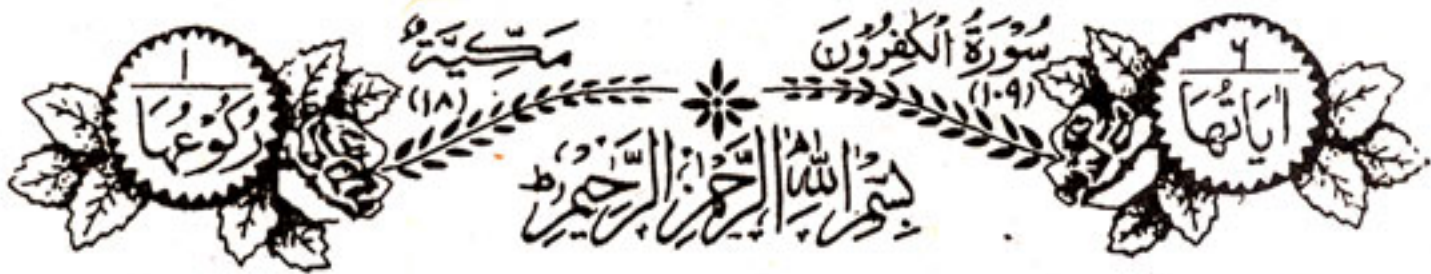 ٦
اٰيَاتُهَا
سُوْرَةُ الْكٰفِرُوْنَ
(١٠٩)
مَكِّيَّةٌ
(١٨)
١
رُكُوْعُهَا
بِسْمِ اللّٰهِ الرَّحْمٰنِ الرَّحِيْمِ ط